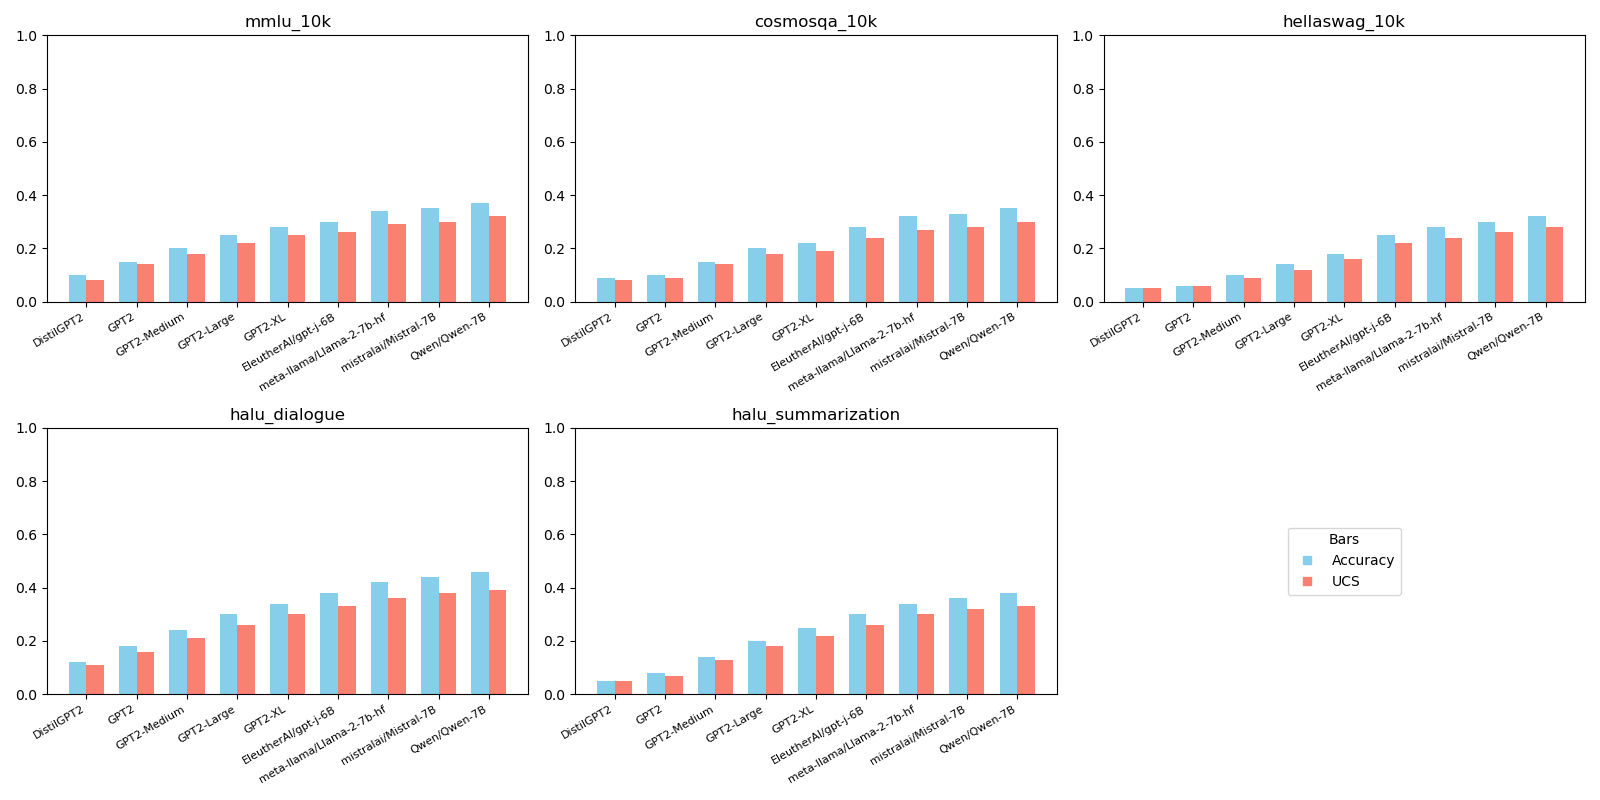 mmlu_10k
1.0
0.8
0.6
0.4
0.2
0.0
DistilGPT2
GPT2
GPT2-Medium
GPT2-Large
GPT2-XL
EleutherAI/gpt-j-6B
meta-llama/Llama-2-7b-hf
mistralai/Mistral-7B
Qwen/Qwen-7B
cosmosqa_10k
1.0
0.8
0.6
0.4
0.2
0.0
DistilGPT2
GPT2
GPT2-Medium
GPT2-Large
GPT2-XL
EleutherAI/gpt-j-6B
meta-llama/Llama-2-7b-hf
mistralai/Mistral-7B
Qwen/Qwen-7B
hellaswag_10k
1.0
0.8
0.6
0.4
0.2
0.0
DistilGPT2
GPT2
GPT2-Medium
GPT2-Large
GPT2-XL
EleutherAI/gpt-j-6B
meta-llama/Llama-2-7b-hf
mistralai/Mistral-7B
Qwen/Qwen-7B
halu_dialogue
1.0
0.8
0.6
0.4
0.2
0.0
DistilGPT2
GPT2
GPT2-Medium
GPT2-Large
GPT2-XL
EleutherAI/gpt-j-6B
meta-llama/Llama-2-7b-hf
mistralai/Mistral-7B
Qwen/Qwen-7B
halu_summarization
1.0
0.8
0.6
0.4
0.2
0.0
DistilGPT2
GPT2
GPT2-Medium
GPT2-Large
GPT2-XL
EleutherAI/gpt-j-6B
meta-llama/Llama-2-7b-hf
mistralai/Mistral-7B
Qwen/Qwen-7B
Bars
Accuracy
UCS